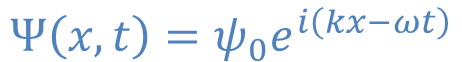 Ψ(x, t) = ψ₀e^{i(kx−ωt)}